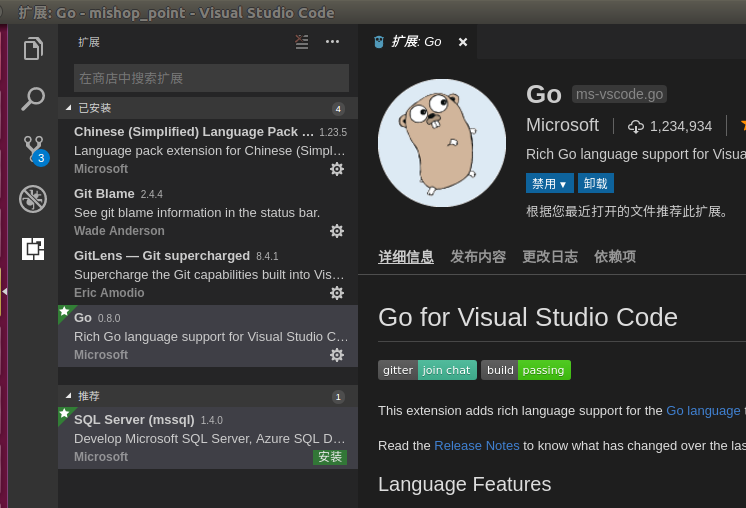 扩展: Go - mishop_point - Visual Studio Code
扩展
在商店中搜索扩展
已安装 4
Chinese (Simplified) Language Pack ... 1.23.5
Language pack extension for Chinese (Simpl...
Microsoft
Git Blame 2.4.4
See git blame information in the status bar.
Wade Anderson
GitLens — Git supercharged 8.4.1
Supercharge the Git capabilities built into Vis...
Eric Amodio
Go 0.8.0
Rich Go language support for Visual Studio C...
Microsoft
推荐 1
SQL Server (mssql) 1.4.0
Develop Microsoft SQL Server, Azure SQL D...
Microsoft 安装
3
扩展: Go
Go ms-vscode.go
Microsoft 1,234,934
Rich Go language support for Visua
禁用 卸载
根据您最近打开的文件推荐此扩展。
详细信息 发布内容 更改日志 依赖项
Go for Visual Studio Code
gitter join chat build passing
This extension adds rich language support for the Go language
Read the Release Notes to know what has changed over the las
Language Features